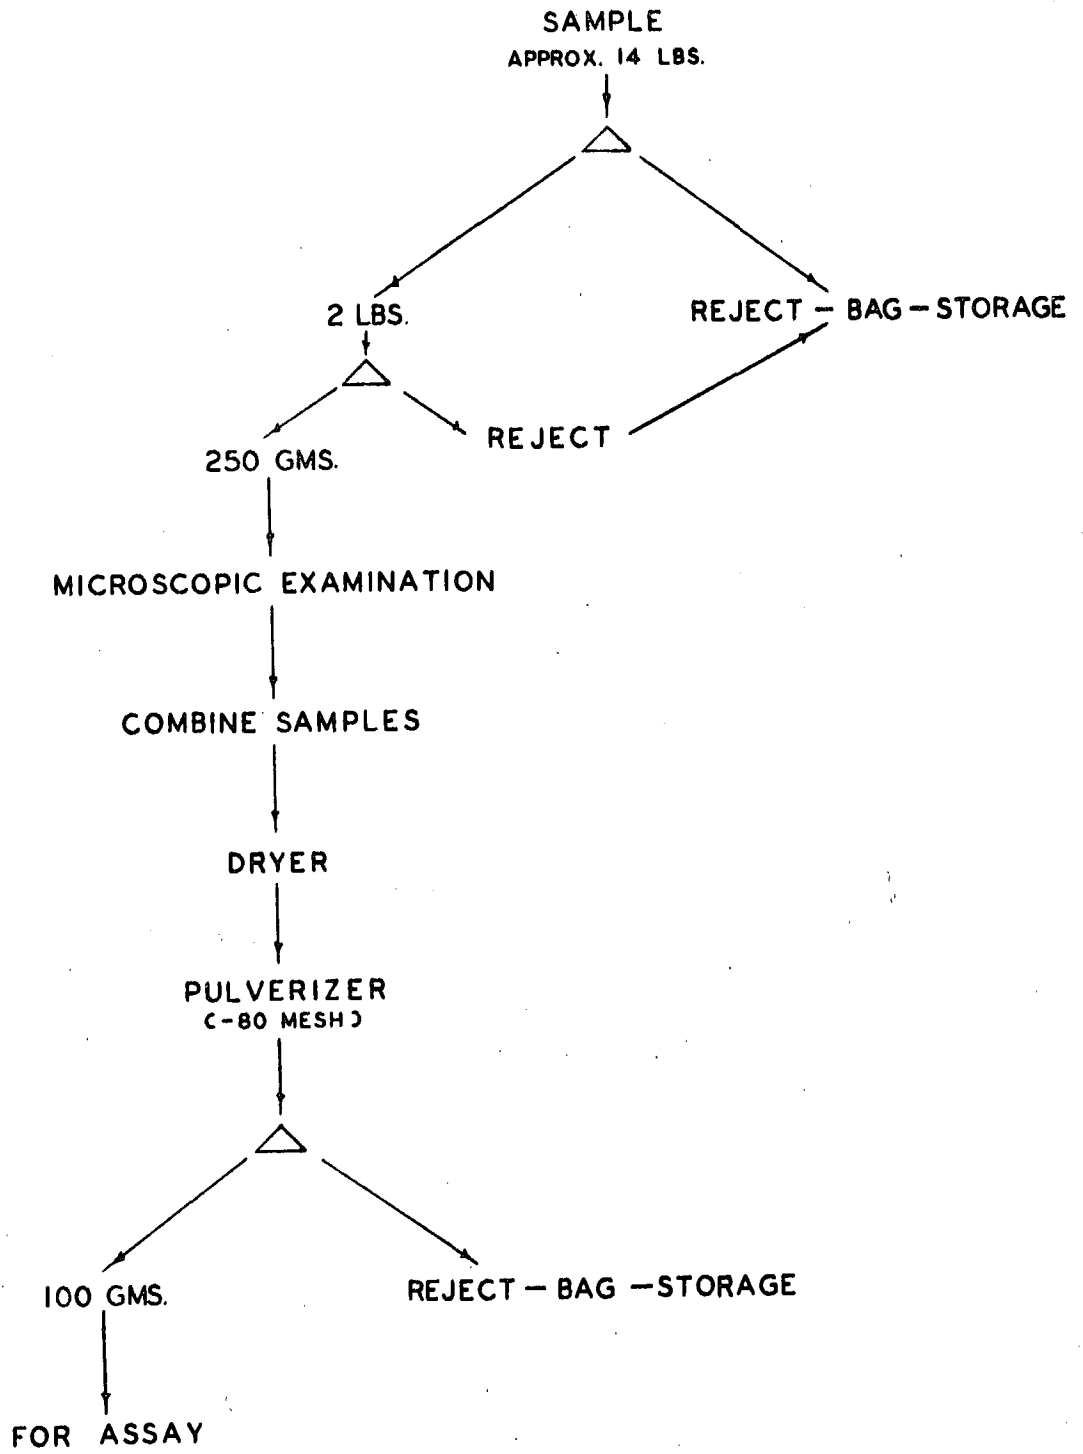 SAMPLE
APPROX. 14 LBS.
2 LBS.
REJECT - BAG - STORAGE
REJECT
250 GMS.
MICROSCOPIC EXAMINATION
COMBINE SAMPLES
DRYER
PULVERIZER
(-80 MESH)
100 GMS.
REJECT - BAG - STORAGE
FOR ASSAY